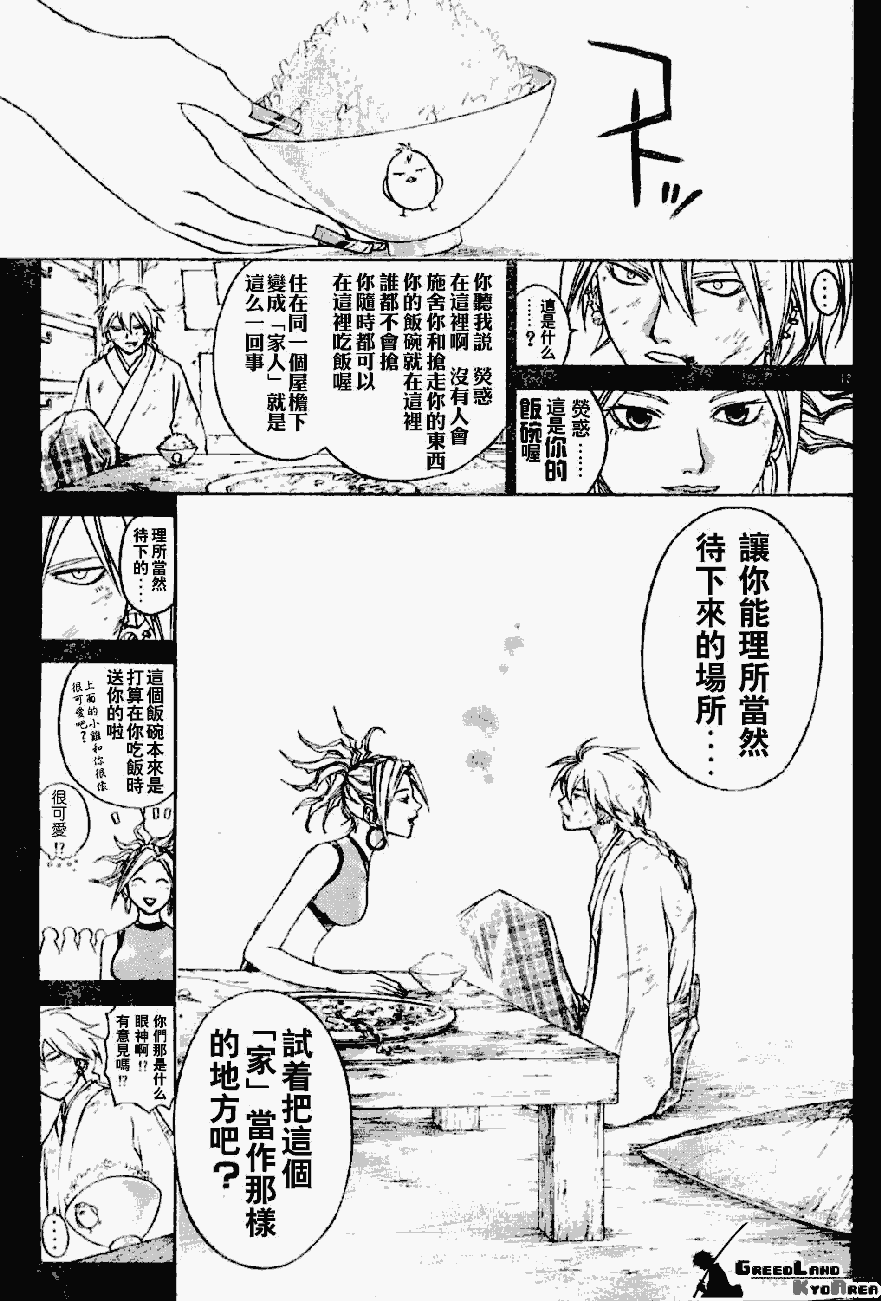 ドッ
‥‥
這是什么
……？
熒惑……
這是你的
飯碗喔
你聽我説 熒惑
在這裡啊 沒有人會
施舍你和搶走你的東西
你的飯碗就在這裡
誰都不會搶
你隨時都可以
在這裡吃飯喔
住在同一個屋檐下
變成「家人」就是
這么一回事
讓你能理所當然
待下來的場所‥‥
試着把這個
「家」當作那樣
的地方吧？
理所當然
待下的‥‥
這個飯碗本來是
打算在你吃飯時
送你的啦
上面的小雞和你很像
很可愛吧？
很可愛!?
你們那是什么
眼神啊!?
有意見嗎!?
‥‥
GREEDLAND
KYOAREA